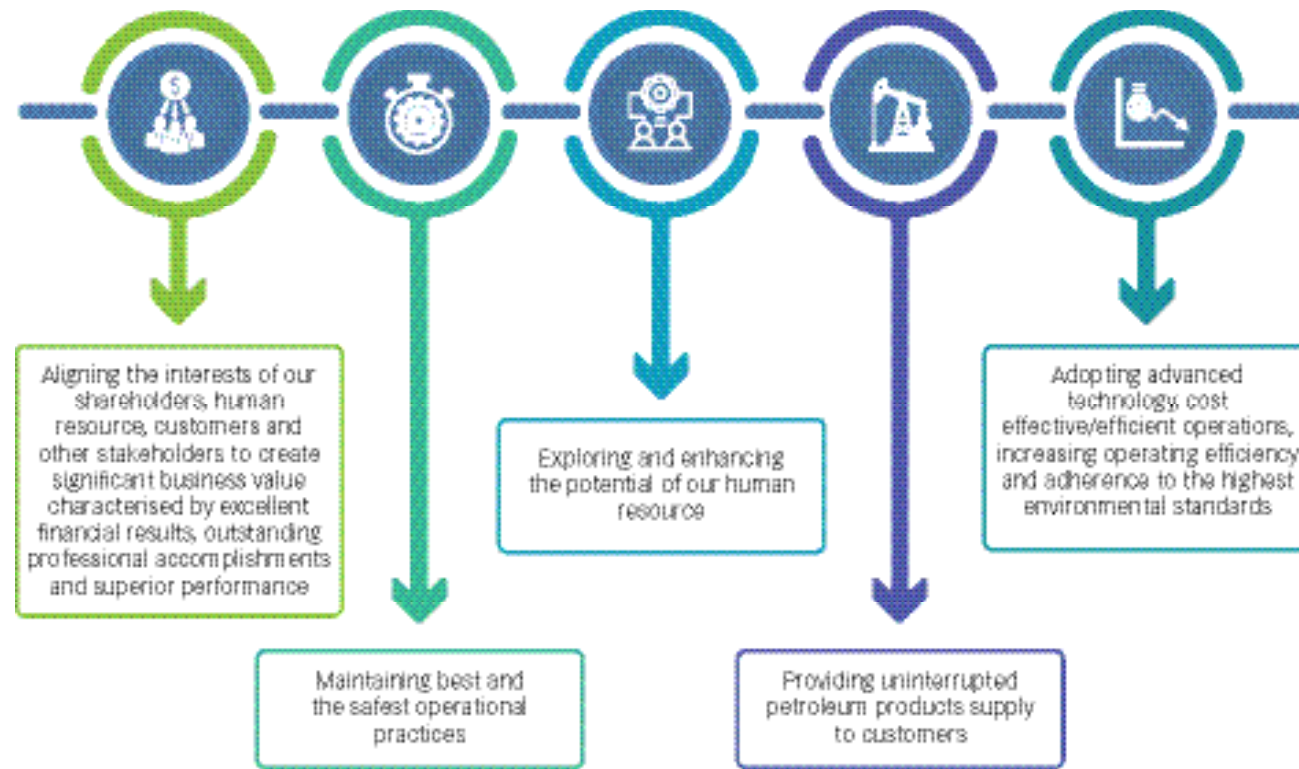 Aligning the interests of our
shareholders, human
resource, customers and
other stakeholders to create
significant business value
characterised by excellent
financial results, outstanding
professional accomplishments
and superior performance
Maintaining best and
the safest operational
practices
Exploring and enhancing
the potential of our human
resource
Providing uninterrupted
petroleum products supply
to customers
Adopting advanced
technology, cost
effective/efficient operations,
increasing operating efficiency
and adherence to the highest
environmental standards
$